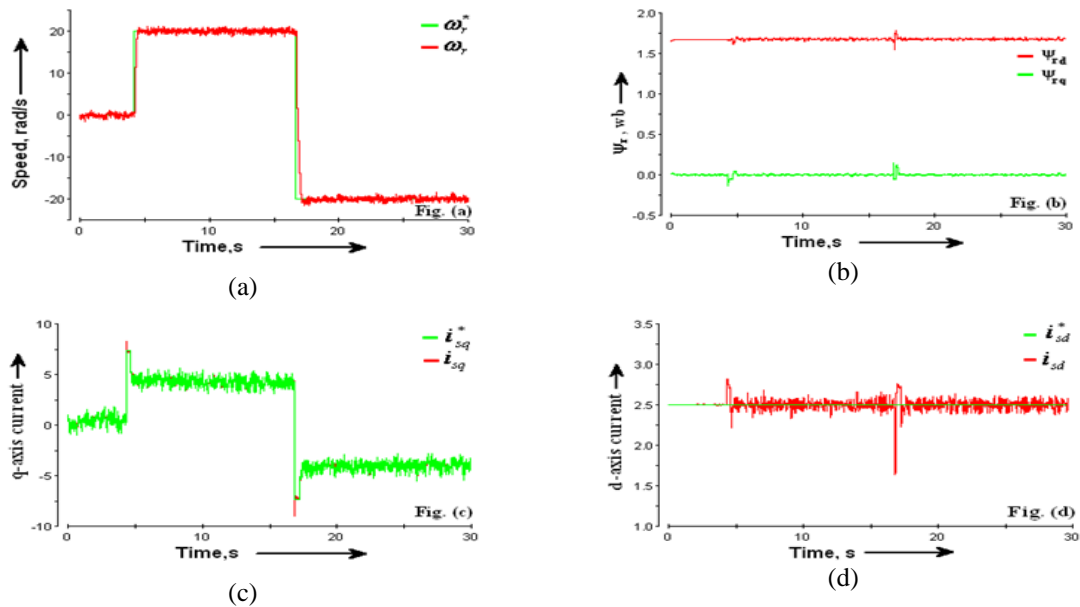 20
10
0
10
-20
0
10
20
30
Speed, rad/s
ω*r
ωr
Fig. (a)
Time,s
(a)
2.0
1.5
1.0
0.5
0.0
-0.5
0
10
20
30
Ψr , wb
Ψrd
Ψrq
Fig. (b)
Time,s
(b)
10
5
0
-5
-10
0
10
20
30
q-axis current
i*sq
isq
Fig. (c)
Time,s
(c)
3.5
3.0
2.5
2.0
1.5
1.0
0
10
20
30
d-axis current
i*sd
isd
Fig. (d)
Time, s
(d)